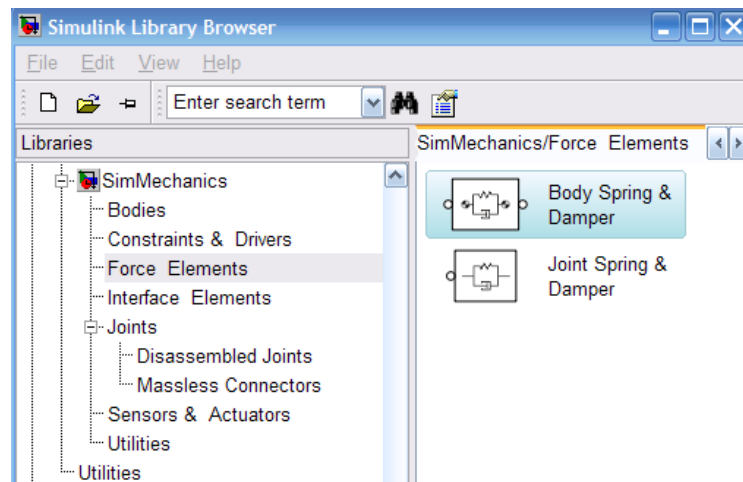 Simulink Library Browser
File Edit View Help
Enter search term
Libraries
SimMechanics/Force Elements
SimMechanics
Bodies
Constraints & Drivers
Force Elements
Interface Elements
Joints
Disassembled Joints
Massless Connectors
Sensors & Actuators
Utilities
Utilities
Body Spring &
Damper
Joint Spring &
Damper